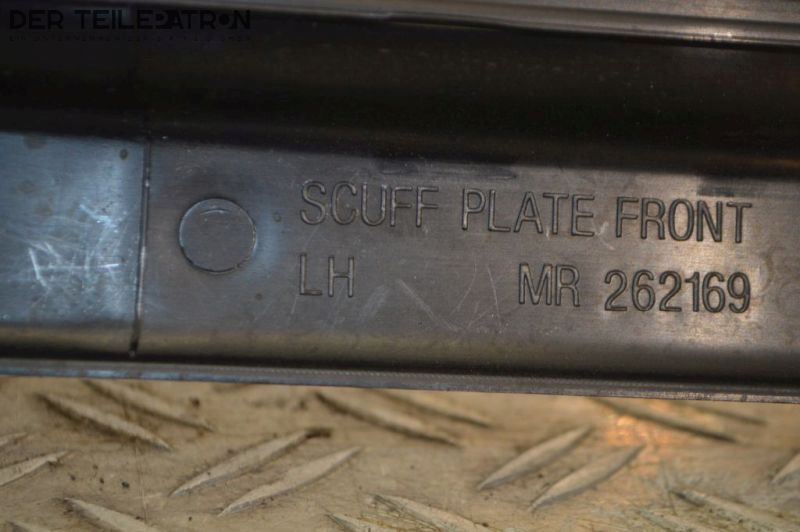 DER TEILEPATRON
SCUFF PLATE FRONT
LH MR 262169